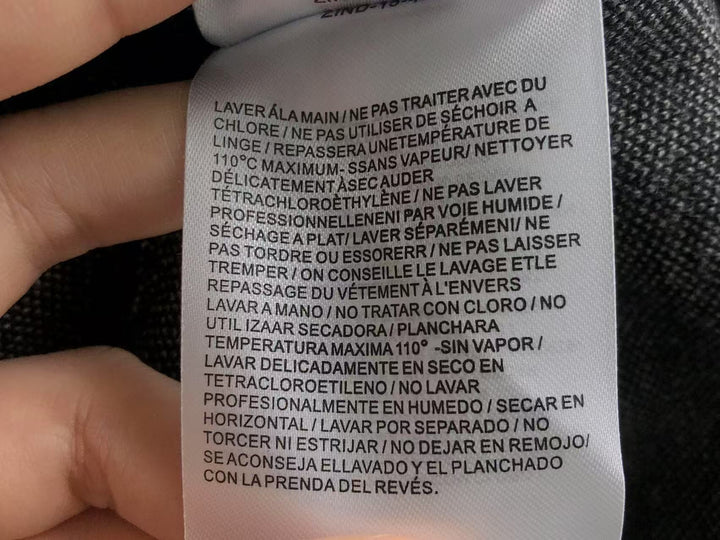 ZIND-15-
LAVER ÁLA MAIN / NE PAS TRAITER AVEC DU
CHLORE / NE PAS UTILISER DE SÉCHOIR A
LINGE / REPASSERA UNETEMPÉRATURE DE
110°C MAXIMUM- SSANS VAPEUR/ NETTOYER
DÉLICATEMENT ÀSEC AUDER
TÉTRACHLOROÈTHYLÈNE / NE PAS LAVER
PROFESSIONNELLENENI PAR VOIE HUMIDE /
SÉCHAGE A PLAT/ LAVER SÉPARÉMENI/ NE
PAS TORDRE OU ESSORERR / NE PAS LAISSER
TREMPER / ON CONSEILLE LE LAVAGE ETLE
REPASSAGE DU VÉTEMENT À L'ENVERS
LAVAR A MANO / NO TRATAR CON CLORO / NO
UTIL IZAAR SECADORA / PLANCHARA
TEMPERATURA MAXIMA 110° -SIN VAPOR /
LAVAR DELICADAMENTE EN SECO EN
TETRACLOROETILENO / NO LAVAR
PROFESIONALMENTE EN HUMEDO / SECAR EN
HORIZONTAL / LAVAR POR SEPARADO / NO
TORCER NI ESTRIJAR / NO DEJAR EN REMOJO/
SE ACONSEJA ELLAVADO Y EL PLANCHADO
CON LA PRENDA DEL REVÉS.